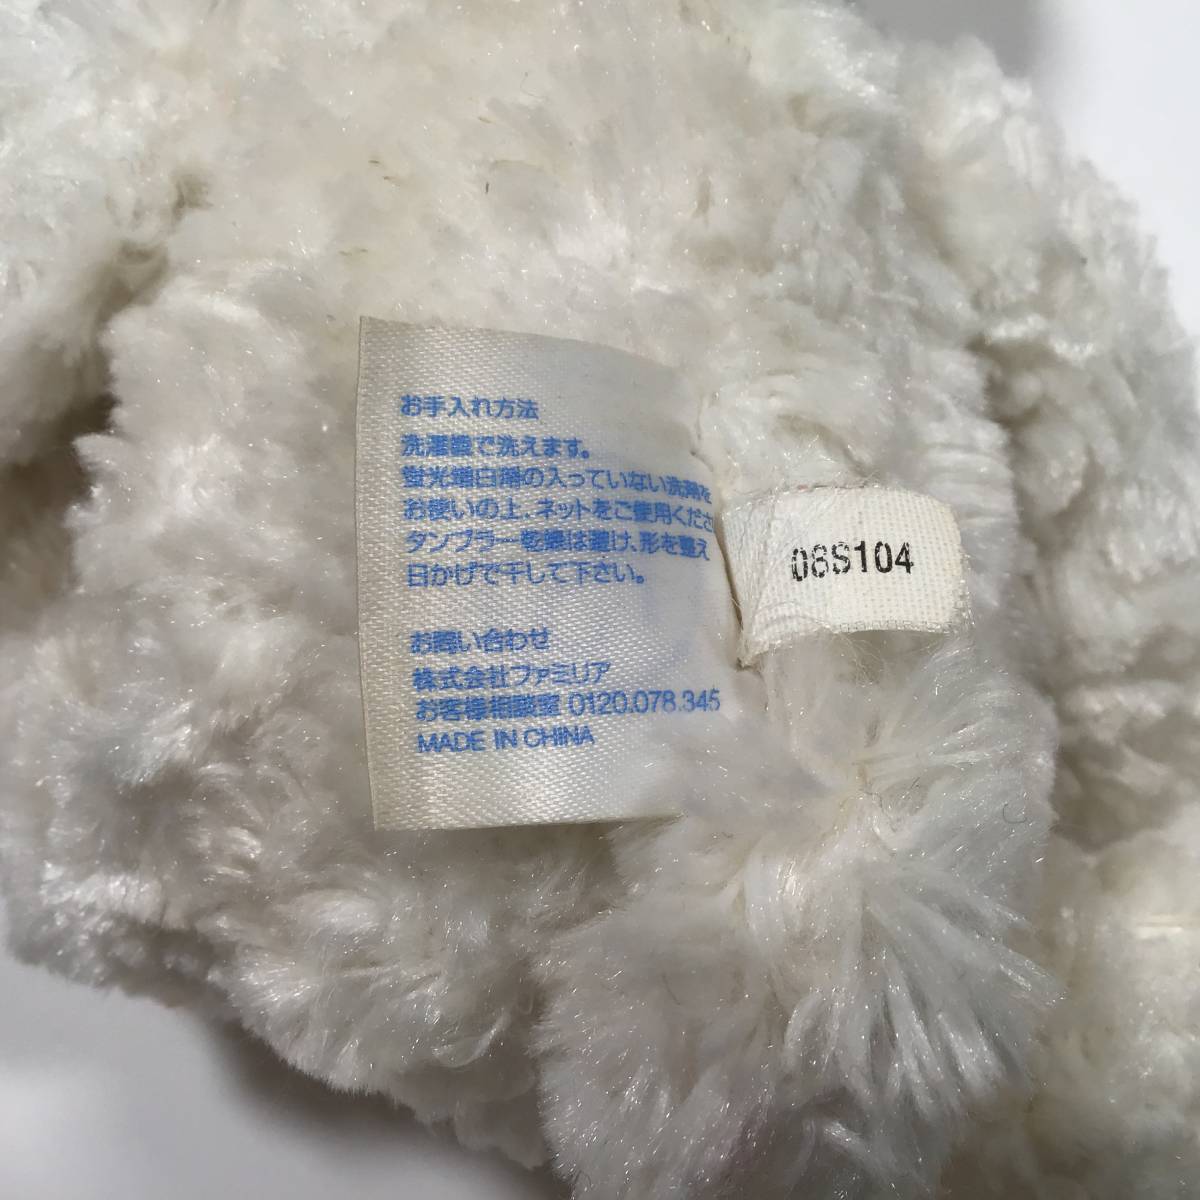 お手入れ方法
洗濯機で洗えます。
蛍光増白剤の入っていない洗剤を
お使いの上、ネットをご使用くださ
タンブラー乾燥は避け、形を整え
日かげで干して下さい。
お問い合わせ
株式会社ファミリア
お客様相談室 0120.078.345
MADE IN CHINA
08S104